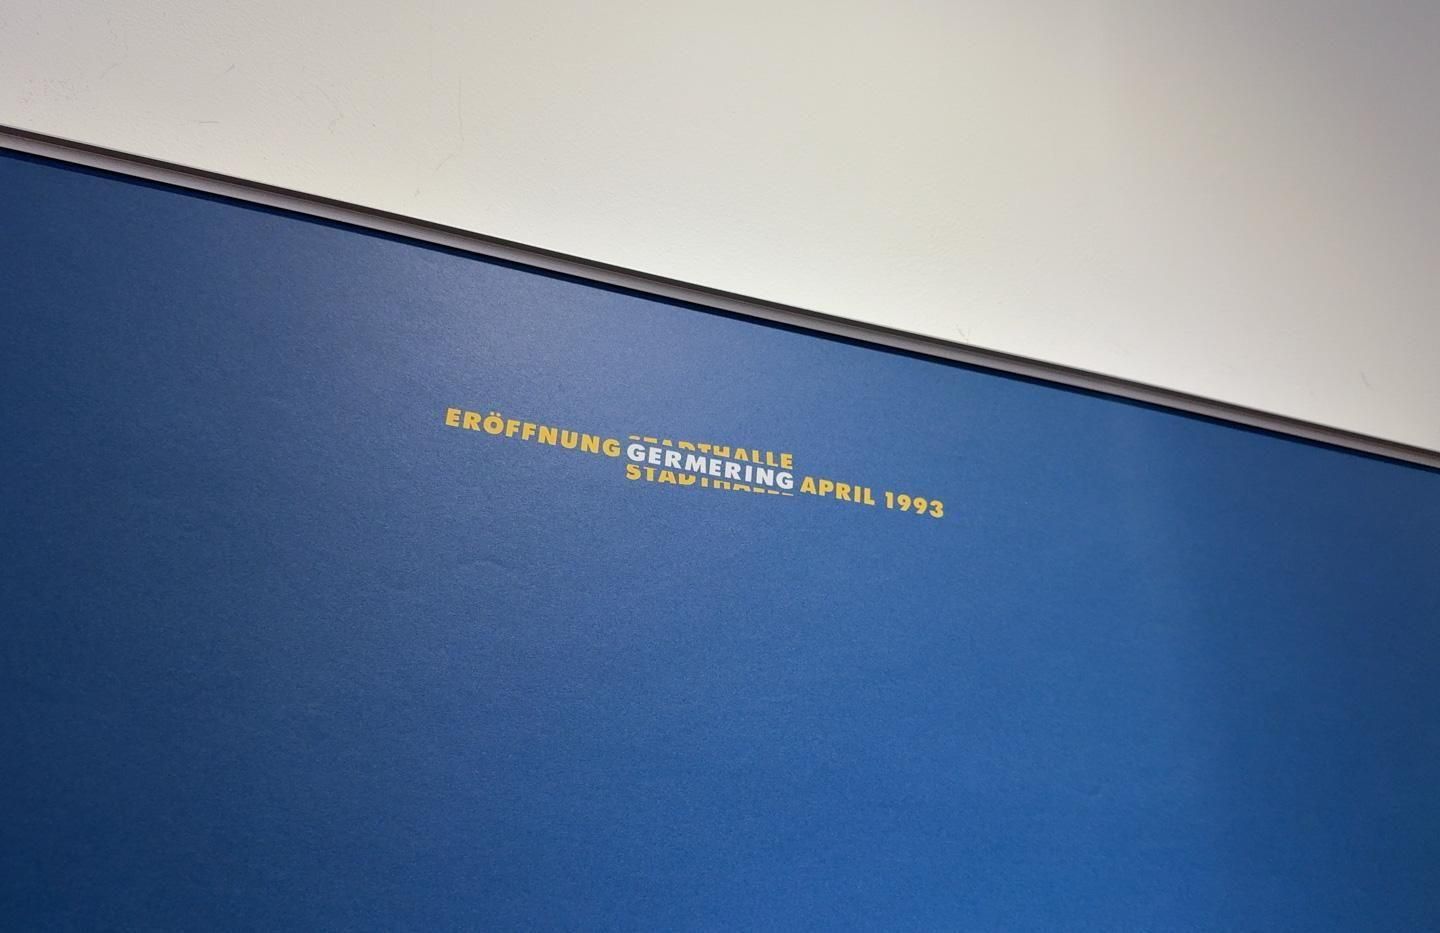 ERÖFFNUNG STADTHALLE GERMERING STADTHALLE APRIL 1993